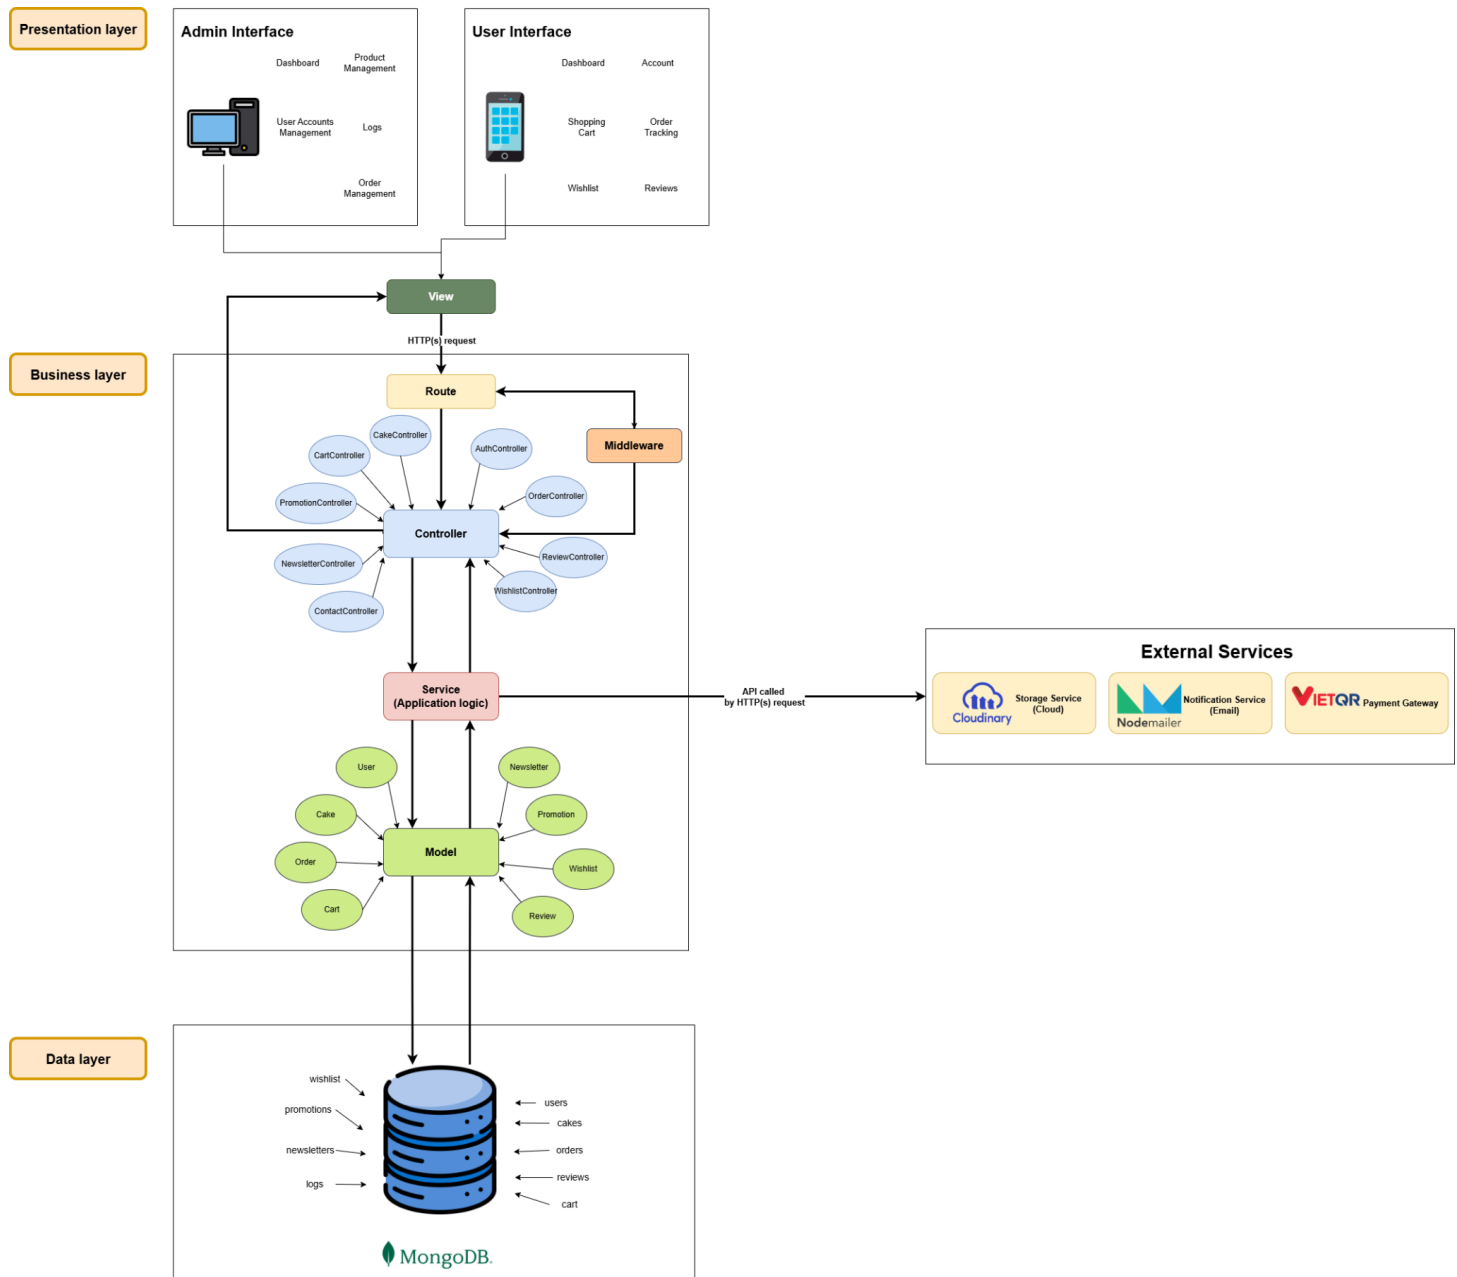 Presentation layer
Admin Interface
Dashboard
Product
Management
User Accounts
Management
Logs
Order
Management
User Interface
Dashboard
Account
Shopping
Cart
Order
Tracking
Wishlist
Reviews
View
HTTP(s) request
Business layer
Route
Middleware
CakeController
AuthController
CartController
OrderController
PromotionController
Controller
ReviewController
NewsletterController
WishlistController
ContactController
Service
(Application logic)
API called
by HTTP(s) request
External Services
Cloudinary
Storage Service
(Cloud)
Nodemailer
Notification Service
(Email)
VIETQR
Payment Gateway
User
Newsletter
Cake
Promotion
Model
Order
Wishlist
Cart
Review
Data layer
wishlist
promotions
newsletters
logs
users
cakes
orders
reviews
cart
MongoDB.